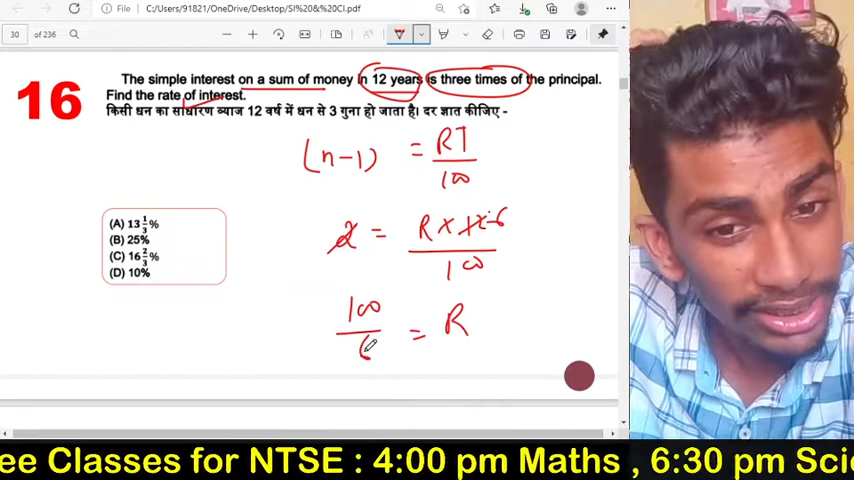 30 of 236
C:/Users/91821/OneDrive/Desktop/SI%20&%20CI.pdf
16
The simple interest on a sum of money in 12 years is three times of the principal.
Find the rate of interest.
किसी धन का साधारण व्याज 12 वर्ष में धन से 3 गुना हो जाता है। दर ज्ञात कीजिए -
(n-1) = RT/100
2 = R×12 6/100
100/6 = R
(A) 13 1/3 %
(B) 25%
(C) 16 2/3 %
(D) 10%
ee Classes for NTSE : 4:00 pm Maths , 6:30 pm Scie